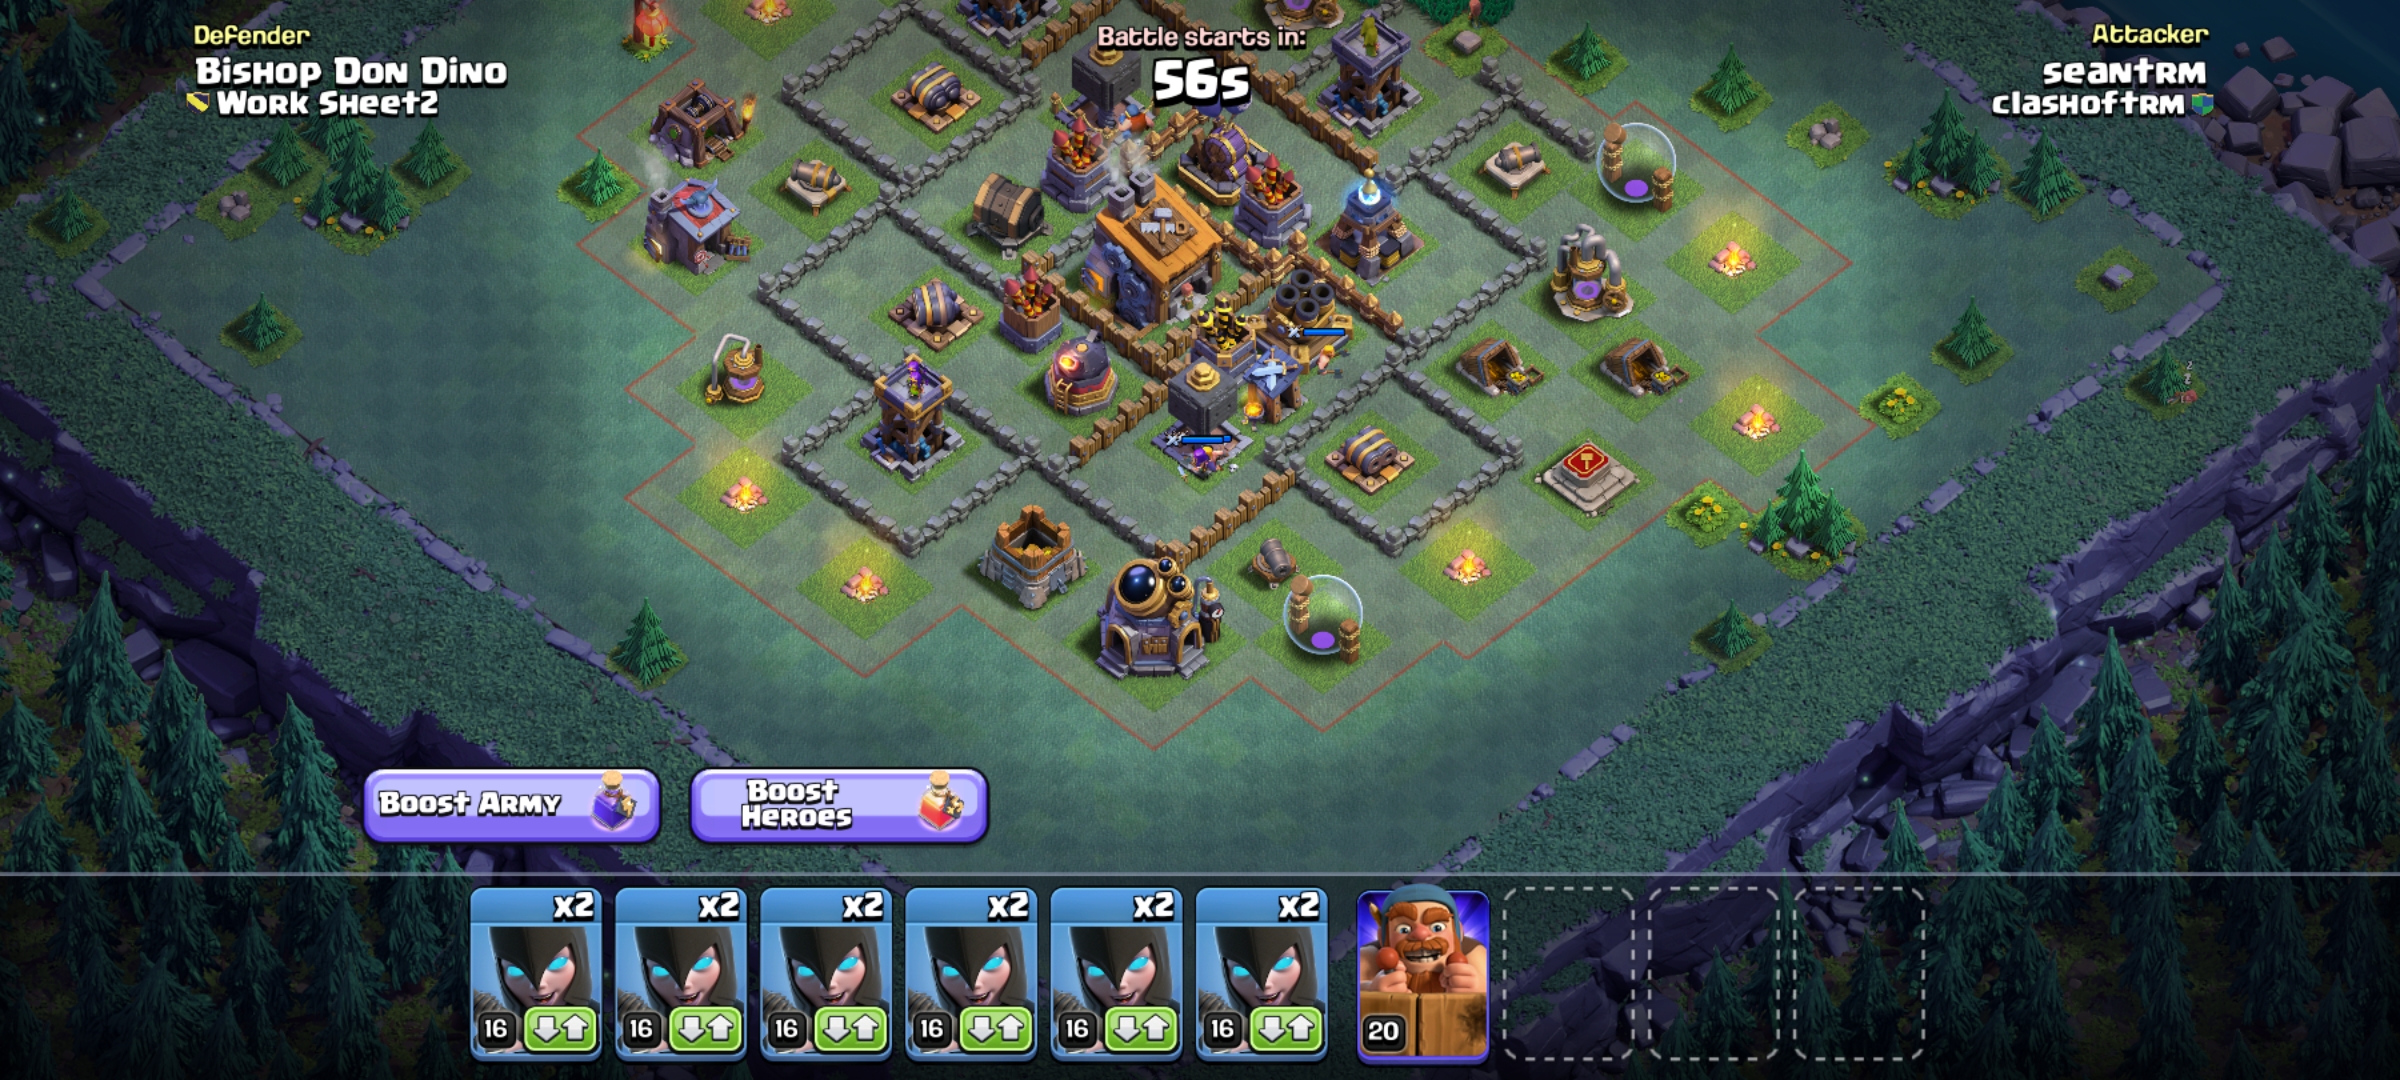 Defender
Bishop Don Dino
Work Sheet2
Battle starts in:
56s
Attacker
seantRM
clashoftRM
Boost Army
Boost
Heroes
x2
x2
x2
x2
x2
x2
16
16
16
16
16
16
20